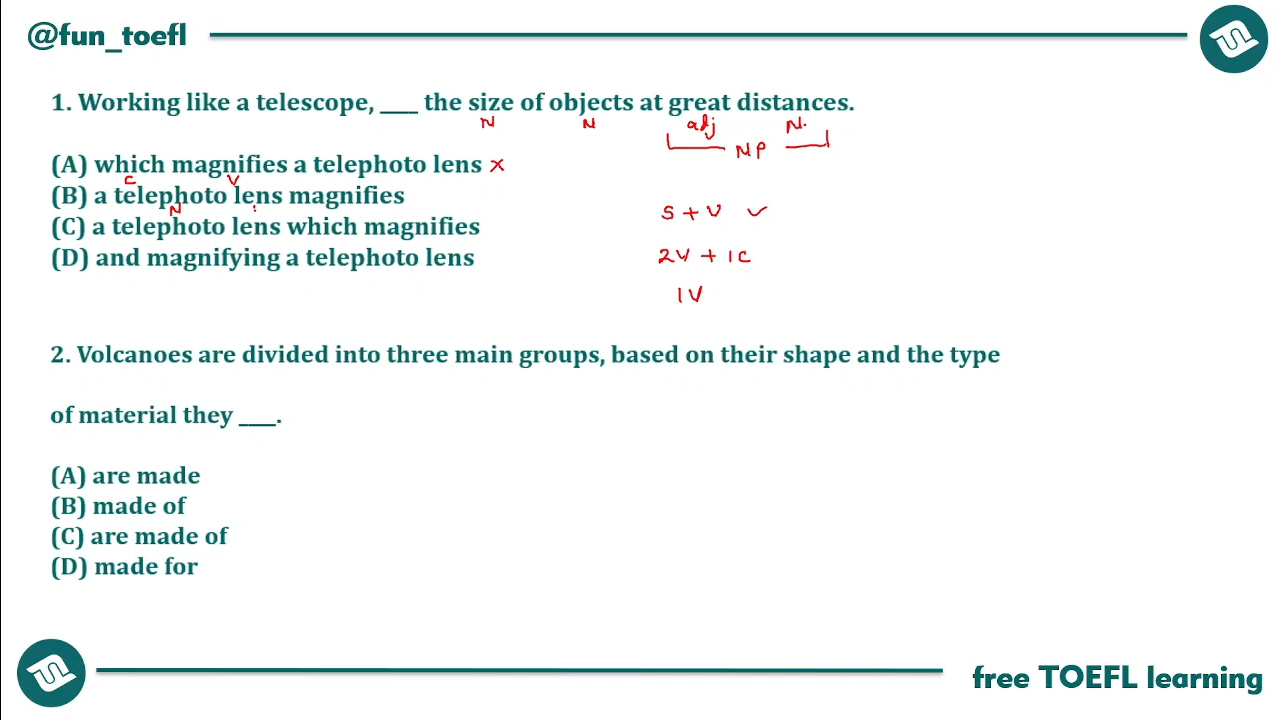 @fun_toefl
1. Working like a telescope, ____ the size of objects at great distances.
N N adj N.
NP
(A) which magnifies a telephoto lens x
C V
(B) a telephoto lens magnifies
N
S + V ✓
(C) a telephoto lens which magnifies
(D) and magnifying a telephoto lens
2V + 1C
1V
2. Volcanoes are divided into three main groups, based on their shape and the type
of material they ____.
(A) are made
(B) made of
(C) are made of
(D) made for
free TOEFL learning